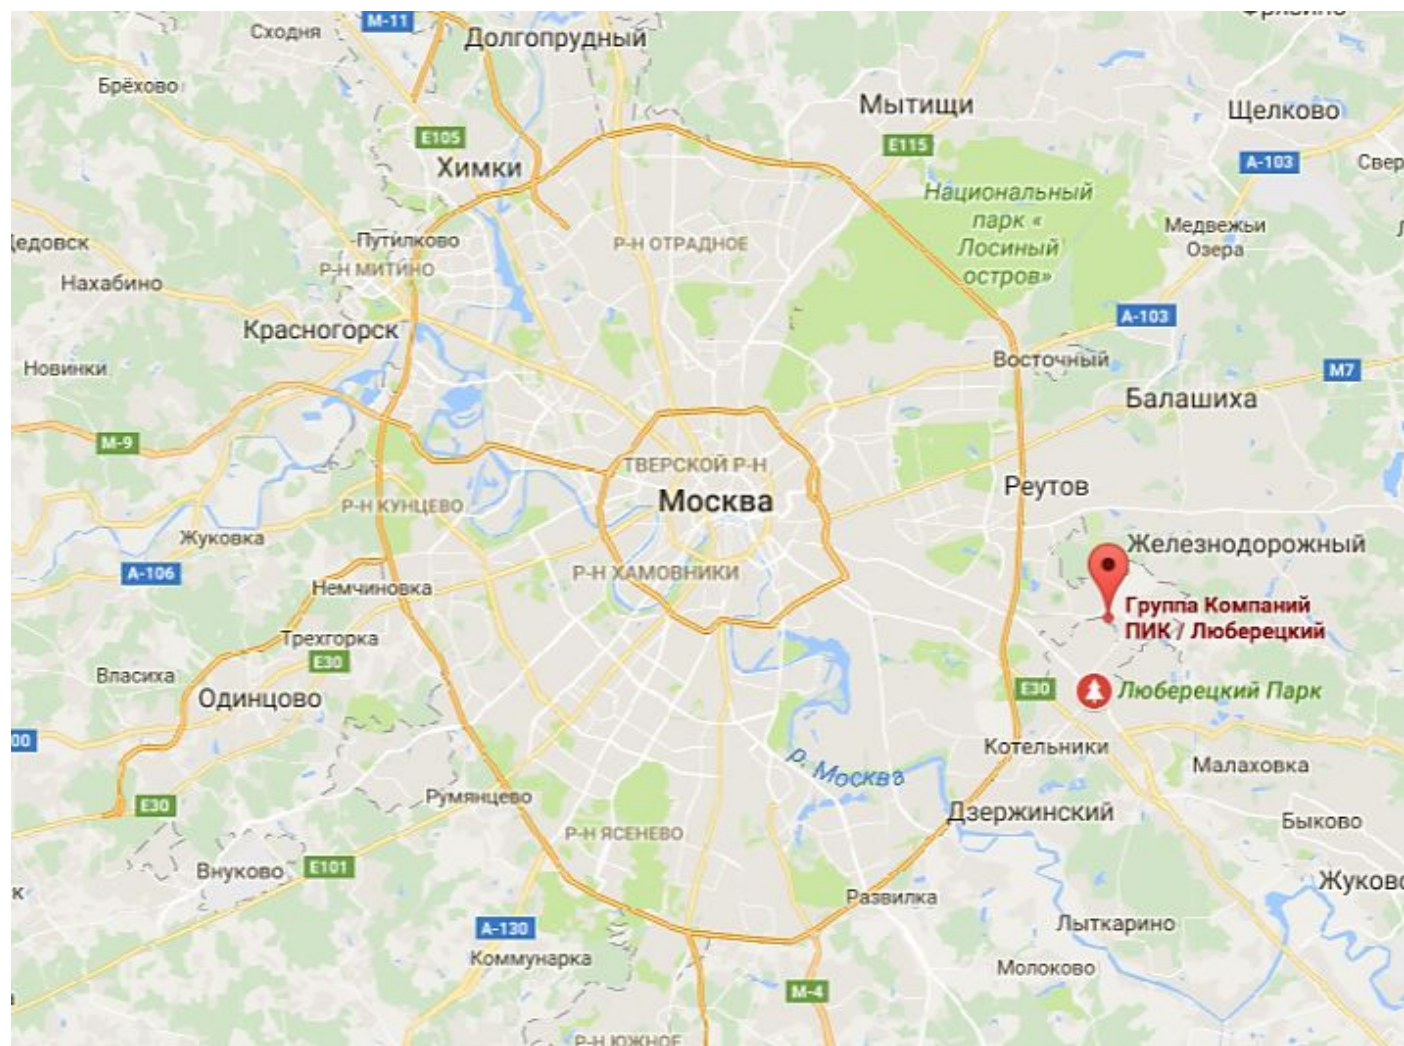 М-11
Сходня
Долгопрудный
Брёхово
Мытищи
Щелково
E105
E115
А-103
Химки
Национальный
парк «
Лосиный
остров»
Медвежьи
Озера
Путилково
Р-Н ОТРАДНОЕ
Р-Н МИТИНО
Нахабино
А-103
Красногорск
Восточный
Новинки
М7
Балашиха
М-9
ТВЕРСКОЙ Р-Н
Москва
Реутов
Р-Н КУНЦЕВО
Жуковка
Железнодорожный
А-106
Р-Н ХАМОВНИКИ
Немчиновка
Группа Компаний
ПИК / Люберецкий
Трехгорка
E30
Власиха
Одинцово
E30
Люберецкий Парк
00
Котельники
р. Москва
Малаховка
Румянцево
E30
Дзержинский
Быково
Р-Н ЯСЕНЕВО
Внуково
E101
Жуково
к
Развилка
А-130
Лыткарино
Коммунарка
Молоково
М-4
Р-Н ЮЖНОЕ